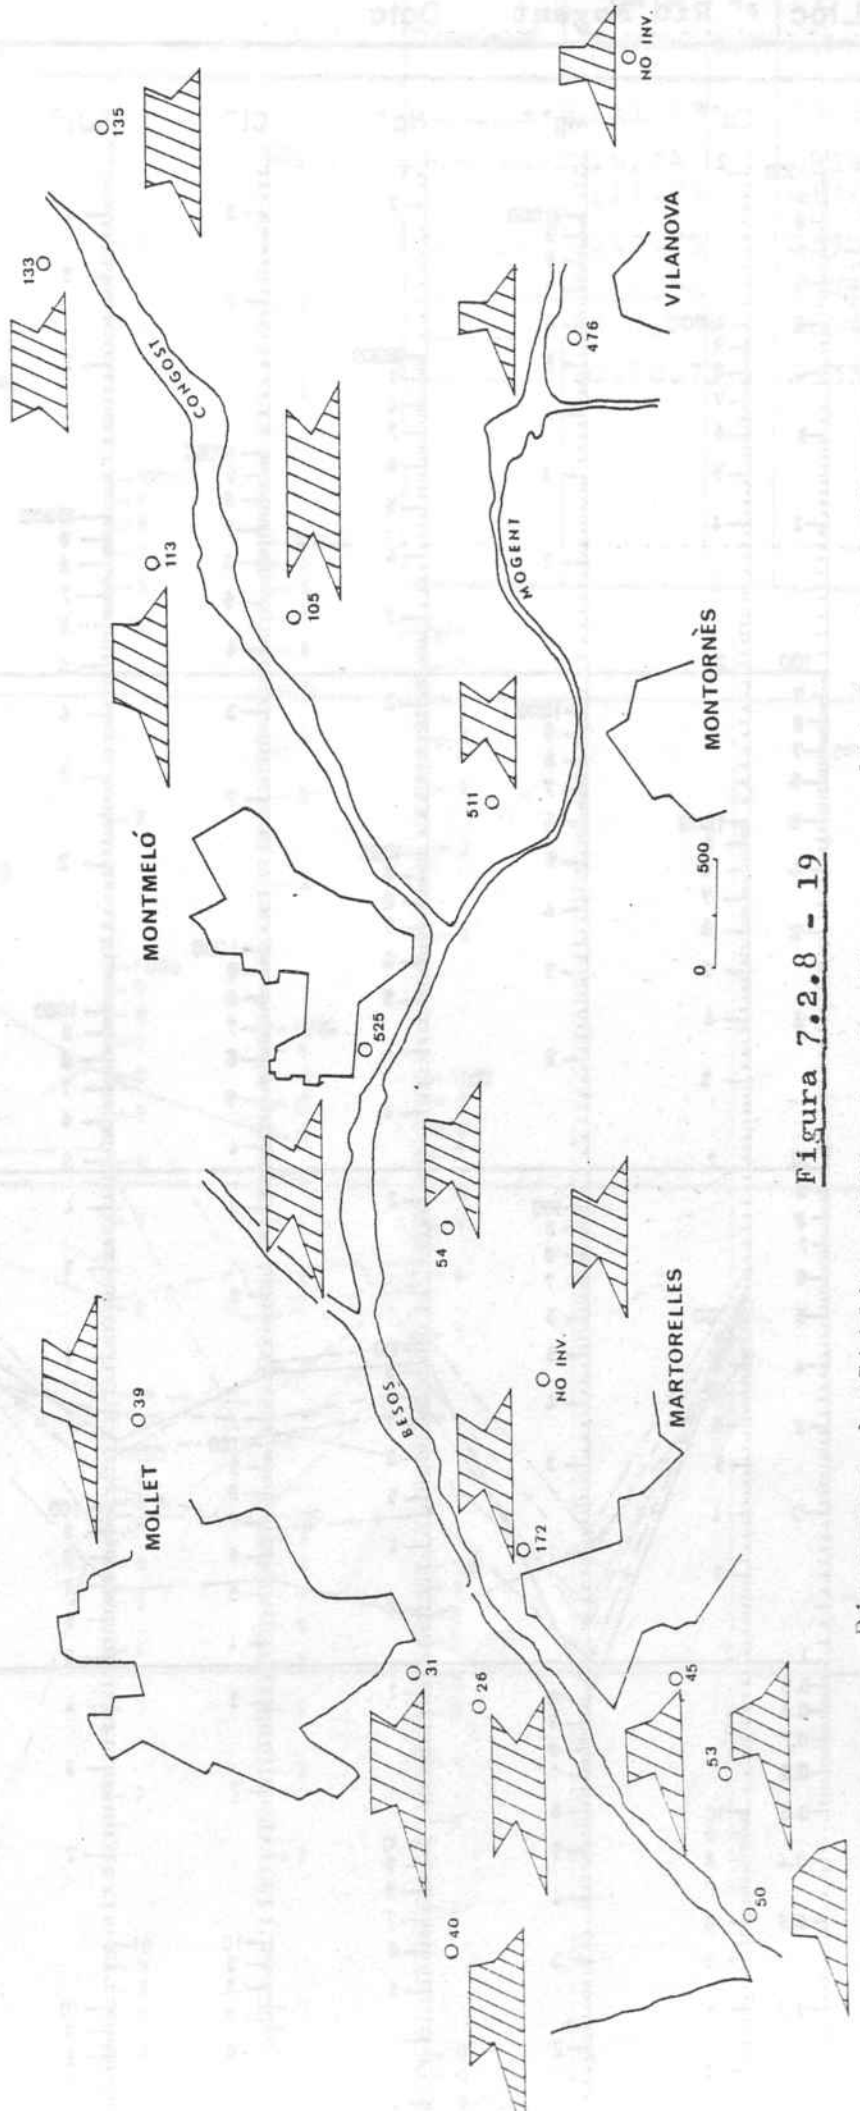 135
133
NO INV.
CONGOST
113
105
476
VILANOVA
MOGENT
511
MONTORNÈS
MONTMELÓ
525
0 500
54
39
MOLLET
BESOS
NO INV.
MARTORELLES
172
31
26
45
53
40
50
Figura 7.2.8 - 19